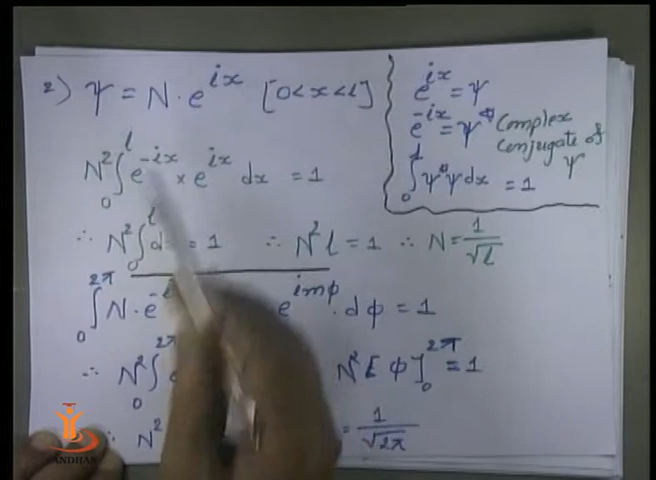 2) ψ = N · e^{ix} [0<x<l]
N² ∫₀^l e^{-ix} × e^{ix} dx = 1
∴ N² ∫₀^l d = 1 ∴ N² l = 1 ∴ N = 1/√l
∫₀^{2π} N · e^{-i e^{imφ} · dφ = 1
∴ N² ∫₀^{2π} N² [φ]₀^{2π} = 1
∴ N² = 1/√2π
e^{ix} = ψ
e^{-ix} = ψ* Complex
conjugate of
ψ
∫₀^l ψ*ψ dx = 1
ANDHAN